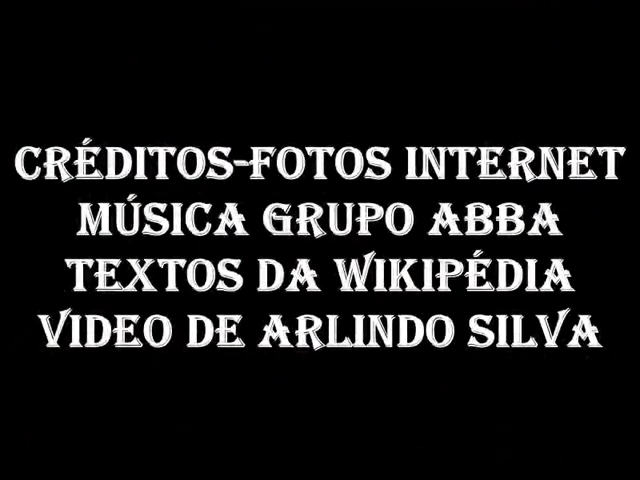 CRÉDITOS-FOTOS INTERNET
MÚSICA GRUPO ABBA
TEXTOS DA WIKIPÉDIA
VIDEO DE ARLINDO SILVA